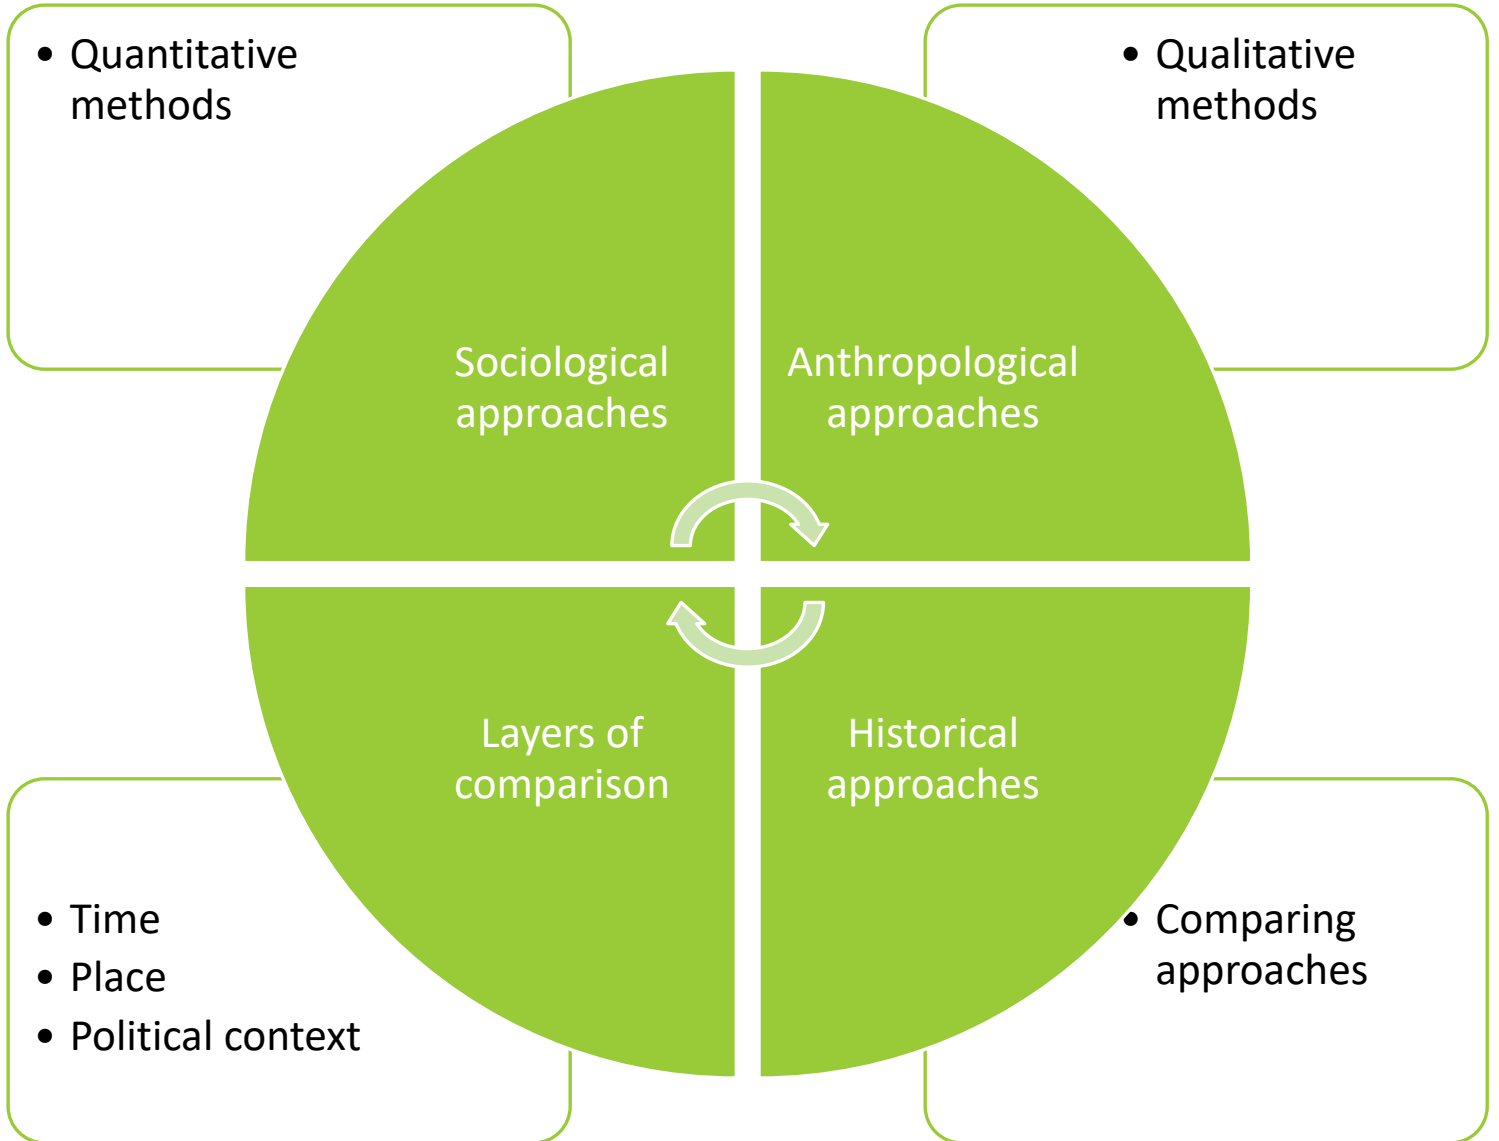 • Quantitative
methods
• Qualitative
methods
Sociological
approaches
Anthropological
approaches
Layers of
comparison
Historical
approaches
• Time
• Place
• Political context
• Comparing
approaches